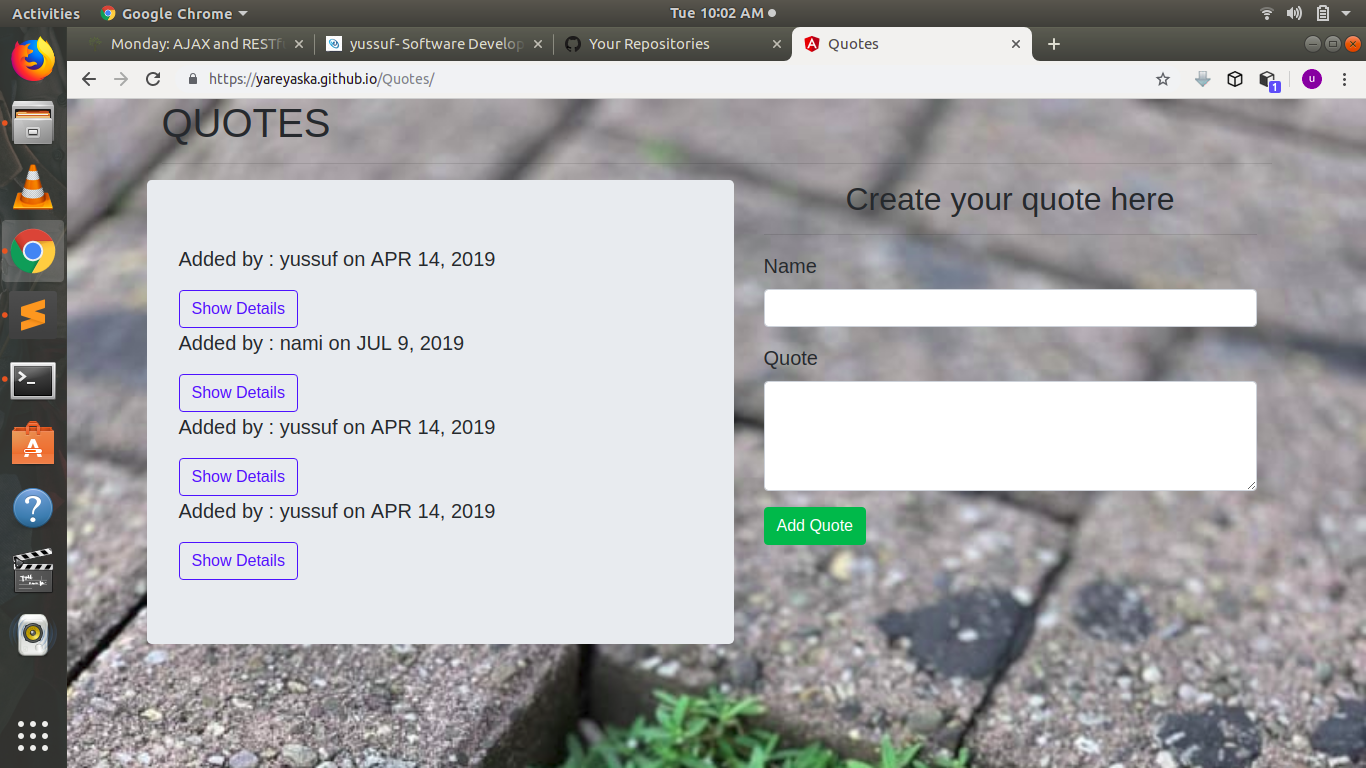 Activities
Google Chrome
Tue 10:02 AM
Monday: AJAX and RESTf
yussuf- Software Develop
Your Repositories
Quotes
https://yareyaska.github.io/Quotes/
1
u
QUOTES
Added by : yussuf on APR 14, 2019
Show Details
Added by : nami on JUL 9, 2019
Show Details
Added by : yussuf on APR 14, 2019
Show Details
Added by : yussuf on APR 14, 2019
Show Details
Create your quote here
Name
Quote
Add Quote